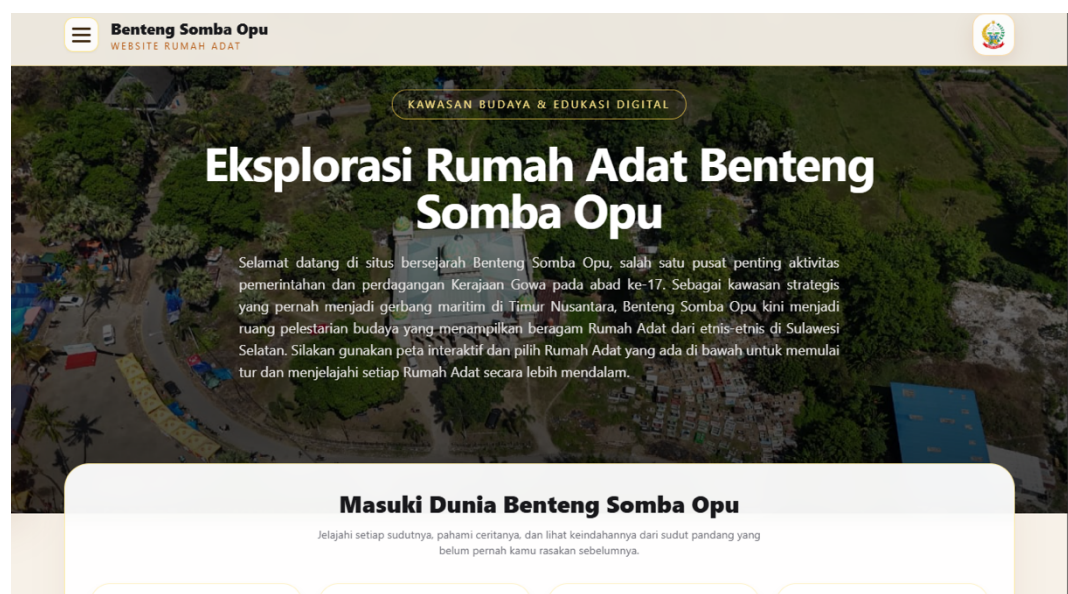 Benteng Somba Opu
WEBSITE RUMAH ADAT
KAWASAN BUDAYA & EDUKASI DIGITAL
Eksplorasi Rumah Adat Benteng
Somba Opu
Selamat datang di situs bersejarah Benteng Somba Opu, salah satu pusat penting aktivitas
pemerintahan dan perdagangan Kerajaan Gowa pada abad ke-17. Sebagai kawasan strategis
yang pernah menjadi gerbang maritim di Timur Nusantara, Benteng Somba Opu kini menjadi
ruang pelestarian budaya yang menampilkan beragam Rumah Adat dari etnis-etnis di Sulawesi
Selatan. Silakan gunakan peta interaktif dan pilih Rumah Adat yang ada di bawah untuk memulai
tur dan menjelajahi setiap Rumah Adat secara lebih mendalam.
Masuki Dunia Benteng Somba Opu
Jelajahi setiap sudutnya, pahami ceritanya, dan lihat keindahannya dari sudut pandang yang
belum pernah kamu rasakan sebelumnya.